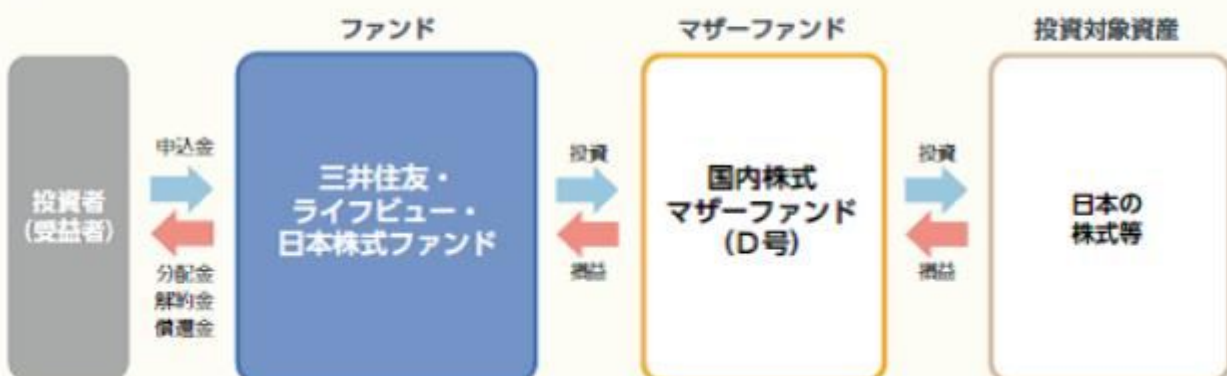 ファンド
マザーファンド
投資対象資産
投資者
(受益者)
申込金
分配金
解約金
償還金
三井住友・
ライフビュー・
日本株式ファンド
投資
損益
国内株式
マザーファンド
(D号)
投資
損益
日本の
株式等